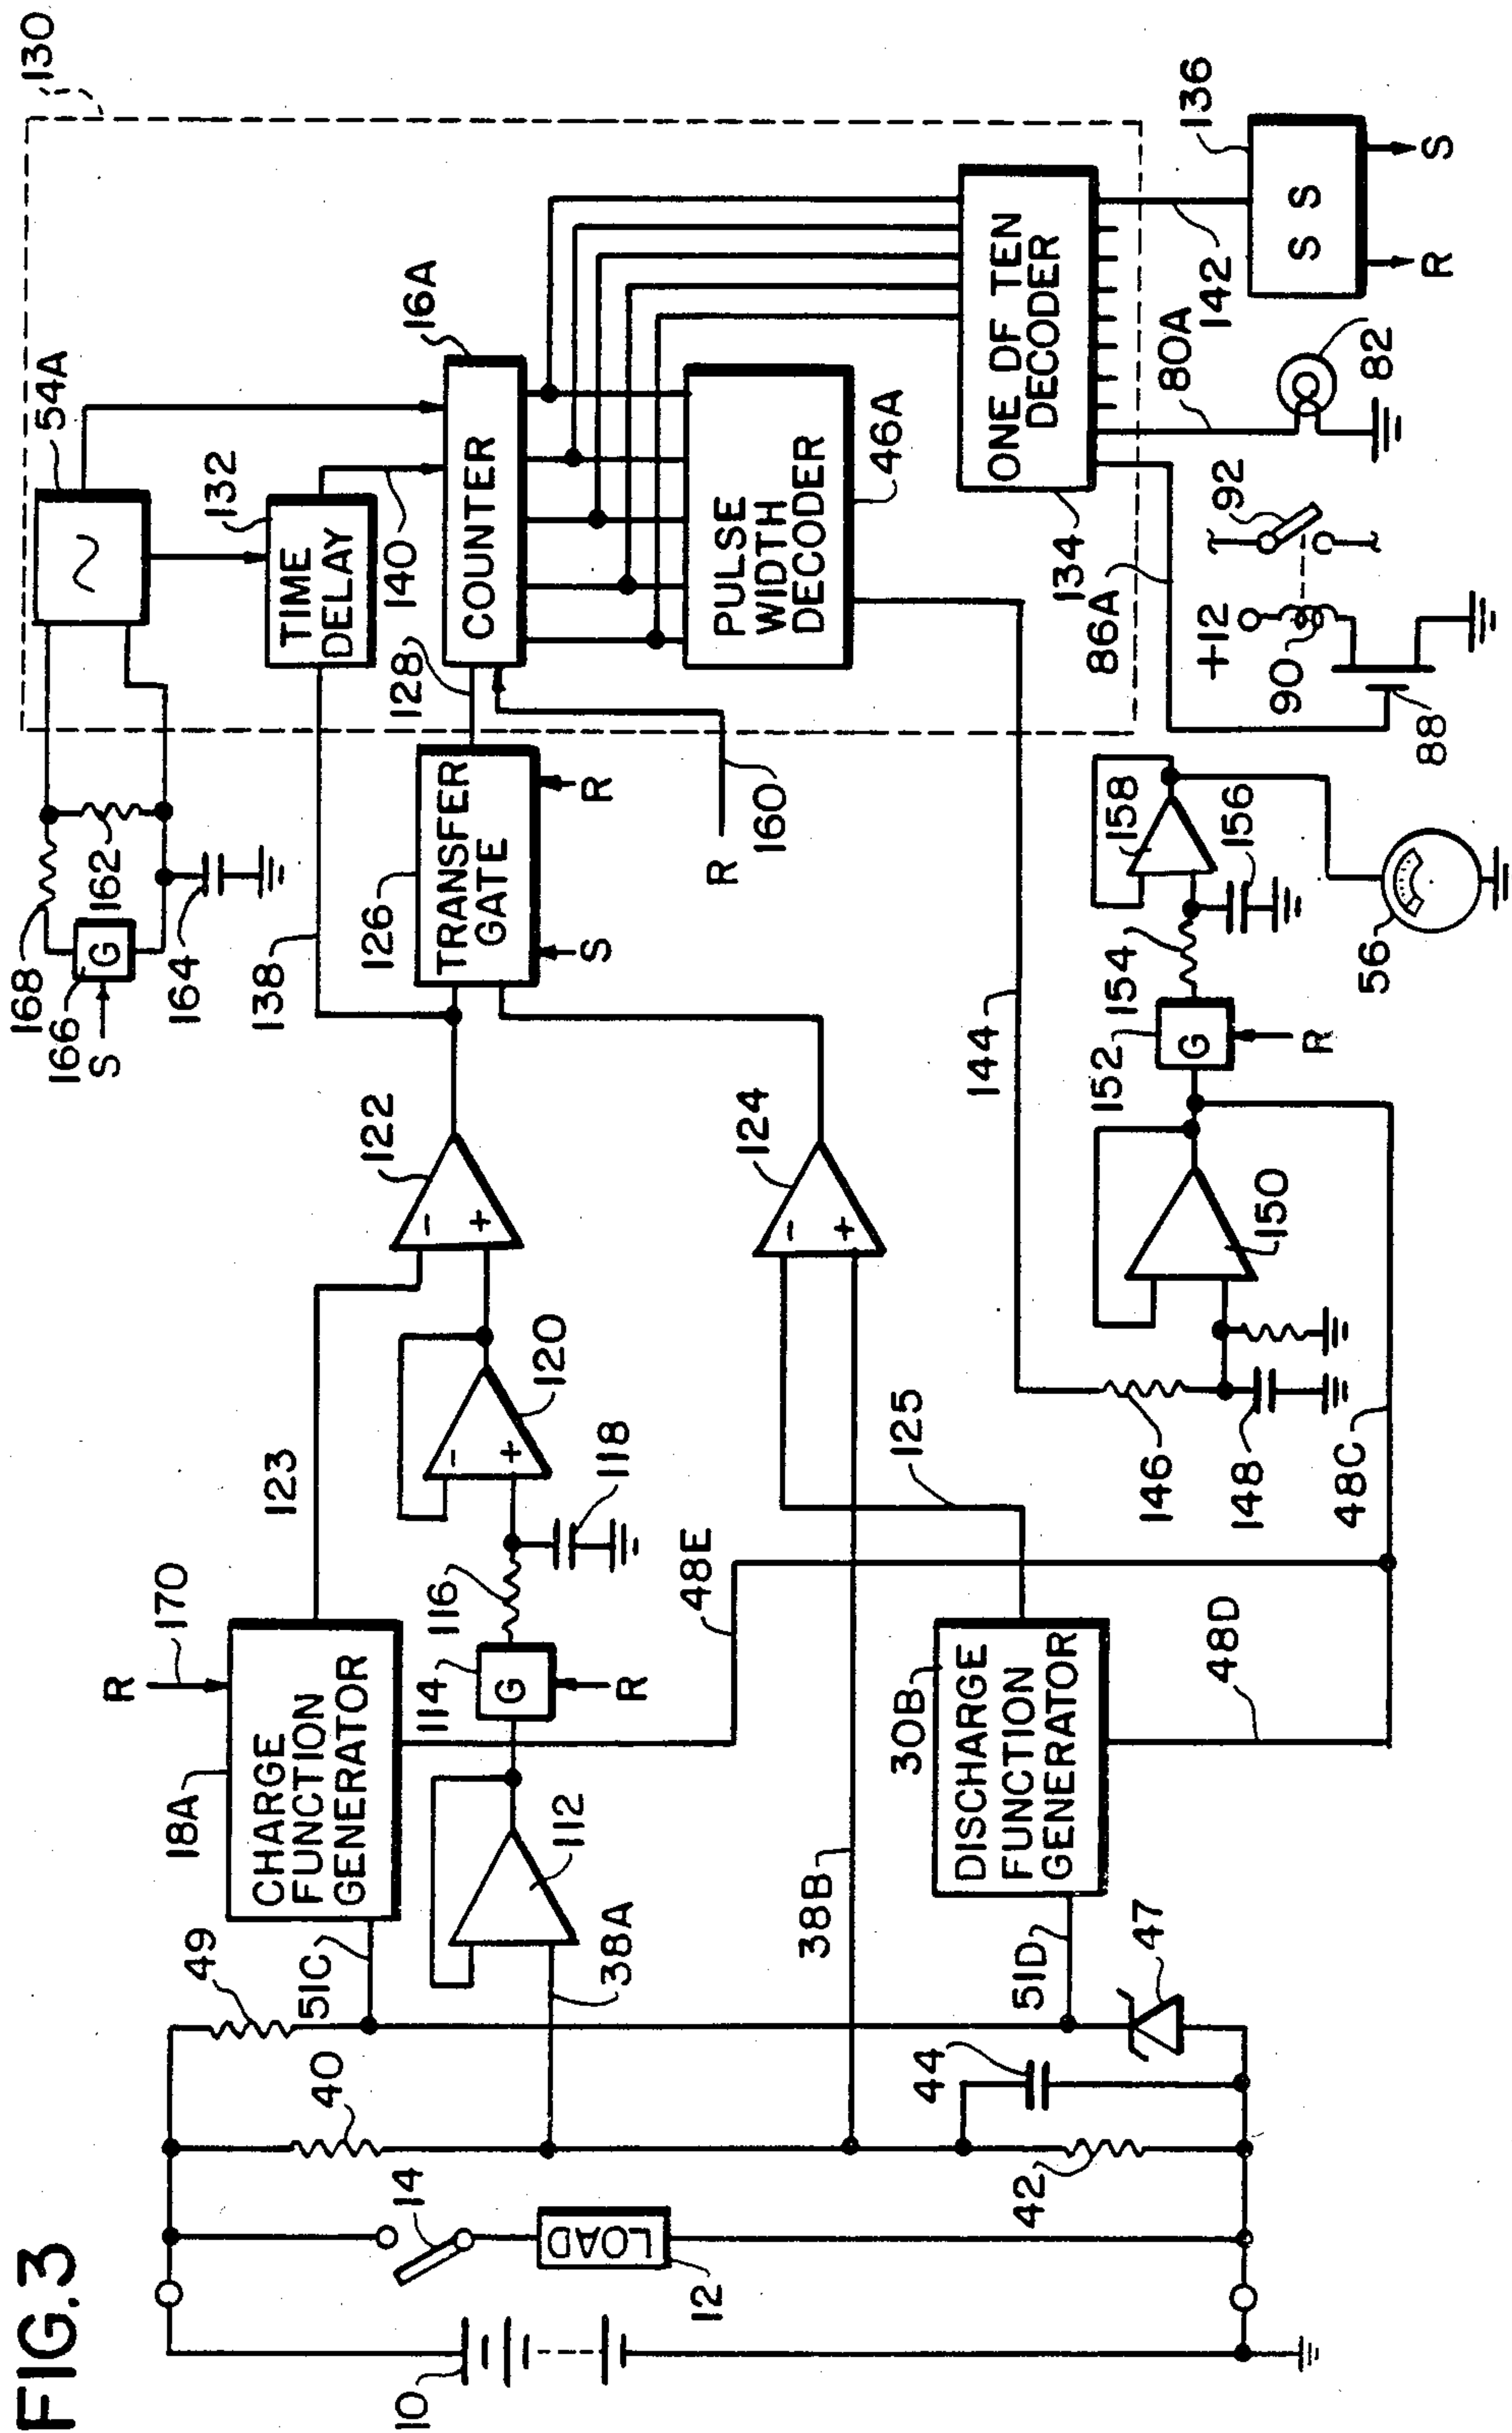 FIG.3
10
12
LOAD
14
40
42
44
47
49
51C
51D
38A
38B
18A
CHARGE
FUNCTION
GENERATOR
R
170
123
112
114
G
R
116
118
120
48E
30B
DISCHARGE
FUNCTION
GENERATOR
48D
48C
125
122
-
+
-
+
124
-
+
126
TRANSFER
GATE
S
R
128
138
168
166
G
S
162
164
R
160
144
146
148
150
152
G
R
154
156
158
56
130
54A
~
132
TIME
DELAY
140
16A
COUNTER
46A
PULSE
WIDTH
DECODER
134
ONE OF TEN
DECODER
86A
80A
142
136
S S
R
S
82
92
+12
90
88